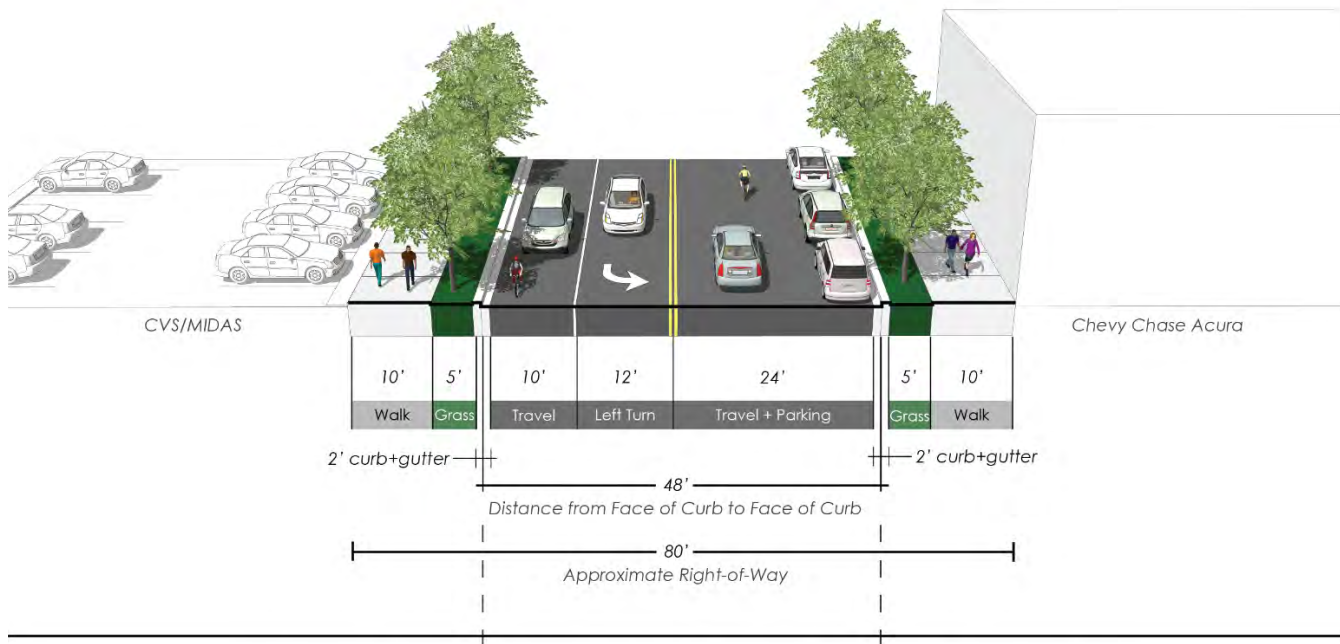 CVS/MIDAS
Chevy Chase Acura
10’ 5’ 10’ 12’ 24’ 5’ 10’
Walk Grass Travel Left Turn Travel + Parking Grass Walk
2’ curb+gutter 2’ curb+gutter
48’
Distance from Face of Curb to Face of Curb
80’
Approximate Right-of-Way